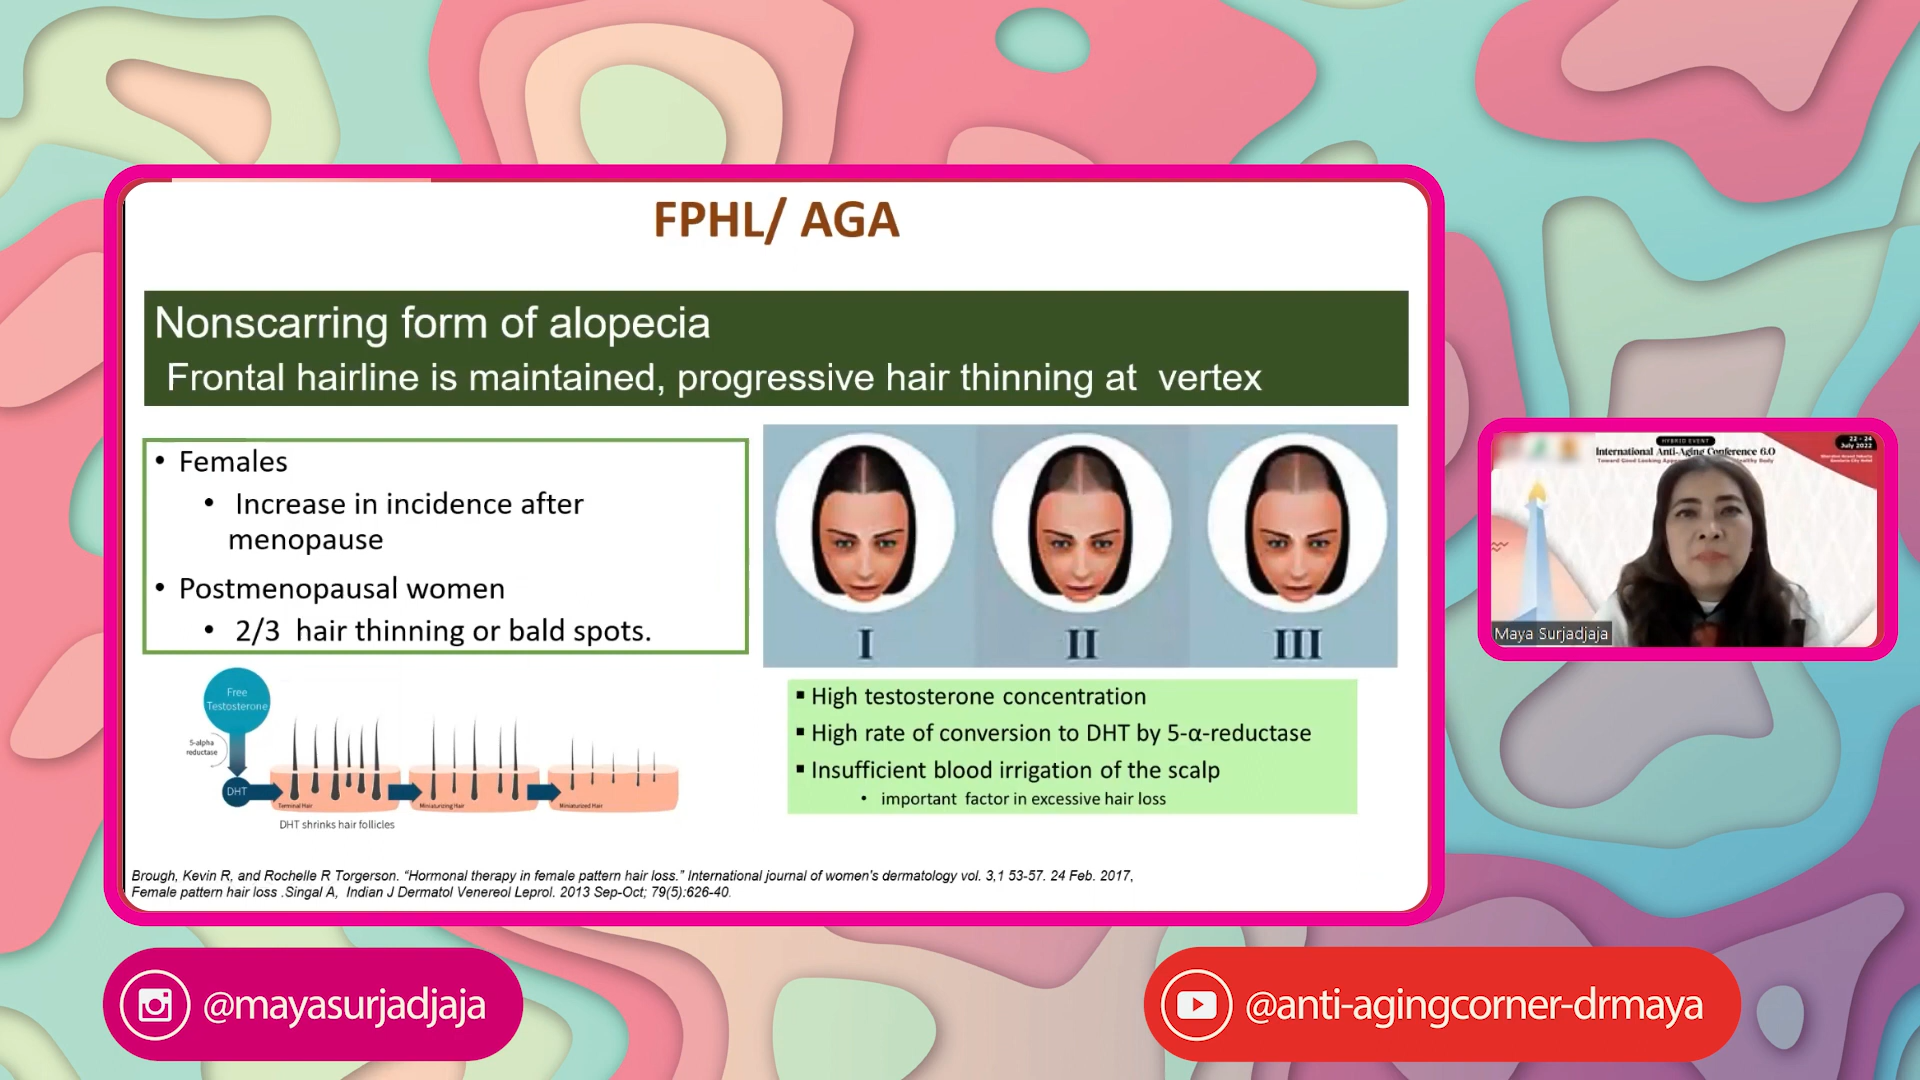 FPHL/ AGA
Nonscarring form of alopecia
Frontal hairline is maintained, progressive hair thinning at vertex
• Females
• Increase in incidence after
menopause
• Postmenopausal women
• 2/3 hair thinning or bald spots.
I
II
III
Free
Testosterone
5-alpha
reductase
DHT
Terminal Hair
Miniaturizing Hair
Miniaturized Hair
DHT shrinks hair follicles
▪ High testosterone concentration
▪ High rate of conversion to DHT by 5-α-reductase
▪ Insufficient blood irrigation of the scalp
• important factor in excessive hair loss
Brough, Kevin R, and Rochelle R Torgerson. “Hormonal therapy in female pattern hair loss.” International journal of women's dermatology vol. 3,1 53-57. 24 Feb. 2017,
Female pattern hair loss .Singal A, Indian J Dermatol Venereol Leprol. 2013 Sep-Oct; 79(5):626-40.
HYBRID EVENT
International Anti-Aging Conference 6.0
Toward Good Looking
22 - 24
July 2022
Maya Surjadjaja
@mayasurjadjaja
@anti-agingcorner-drmaya